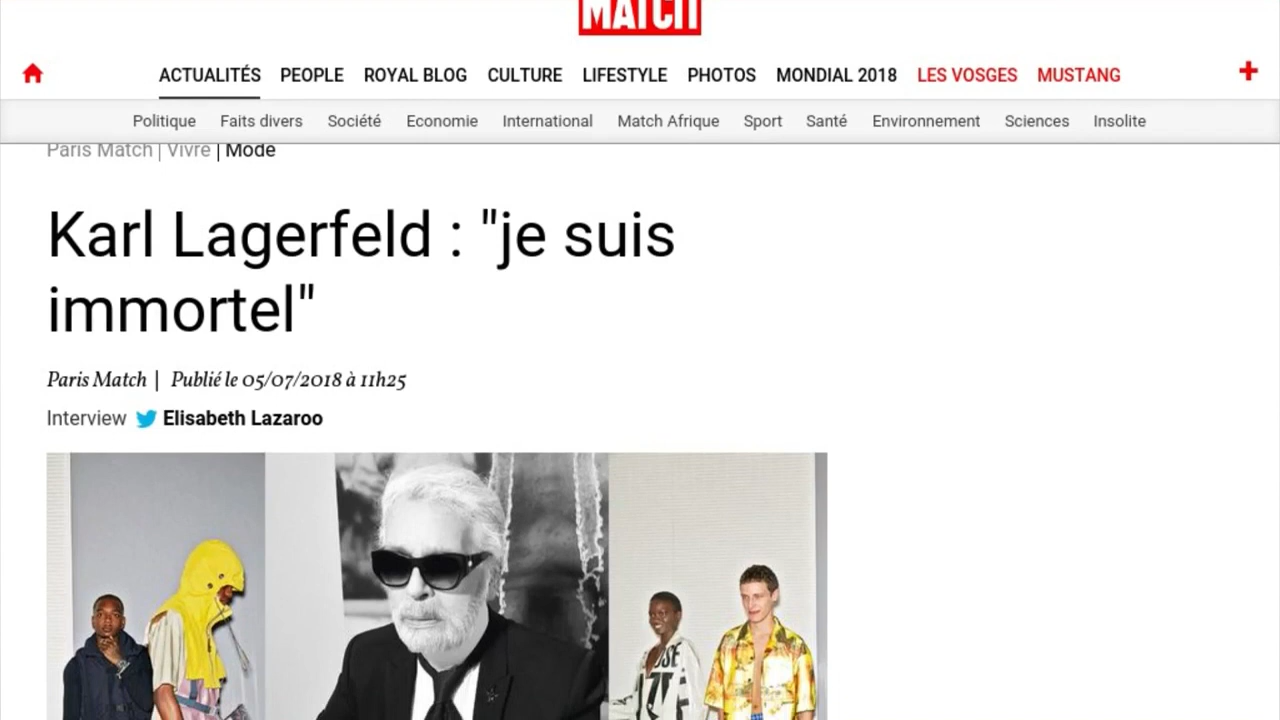 MATCH
ACTUALITÉS PEOPLE ROYAL BLOG CULTURE LIFESTYLE PHOTOS MONDIAL 2018 LES VOSGES MUSTANG
Politique Faits divers Société Economie International Match Afrique Sport Santé Environnement Sciences Insolite
Paris Match | Vivre | Mode
Karl Lagerfeld : "je suis
immortel"
Paris Match | Publié le 05/07/2018 à 11h25
Interview Elisabeth Lazaroo